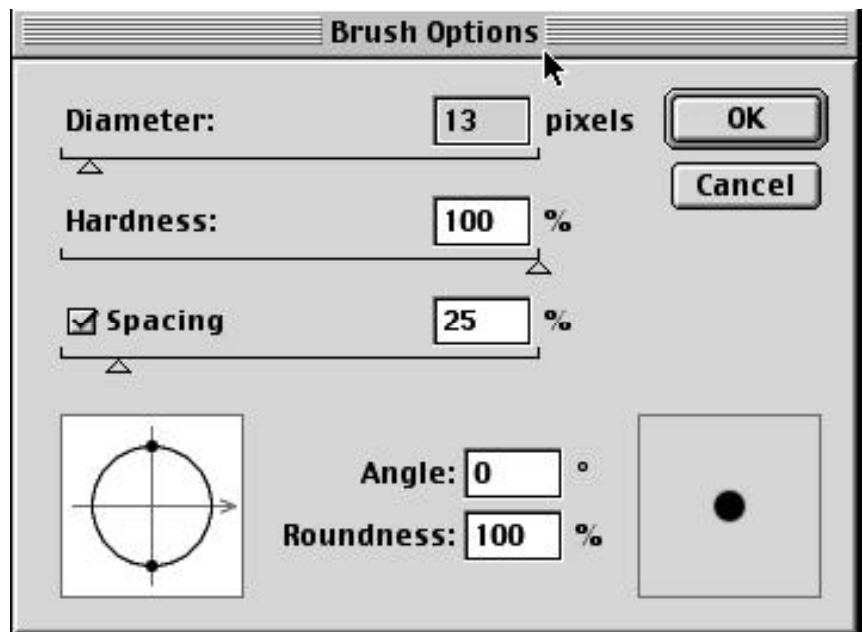 Brush Options
Diameter: 13 pixels OK
Cancel
Hardness: 100 %
Spacing 25 %
Angle: 0 °
Roundness: 100 %